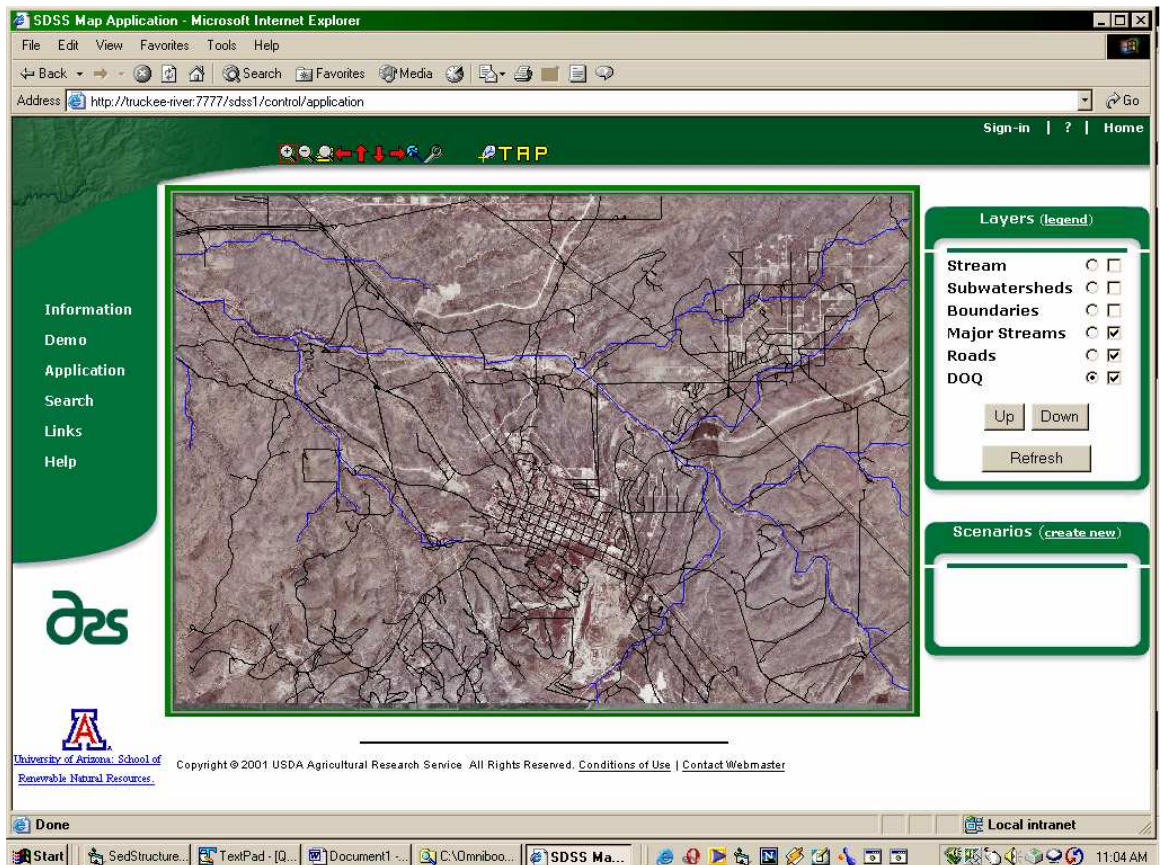 SDSS Map Application - Microsoft Internet Explorer
File Edit View Favorites Tools Help
Back Search Favorites Media
Address http://truckee-river:7777/sdss1/control/application Go
Sign-in | ? | Home
T A P
Information
Demo
Application
Search
Links
Help
Layers (legend)
Stream
Subwatersheds
Boundaries
Major Streams
Roads
DOQ
Up Down
Refresh
Scenarios (create new)
ars
A
University of Arizona: School of
Renewable Natural Resources.
Copyright © 2001 USDA Agricultural Research Service All Rights Reserved. Conditions of Use | Contact Webmaster
Done Local intranet
Start SedStructure... TextPad - [Q... Document1 -... C:\Omniboo... SDSS Ma... 11:04 AM